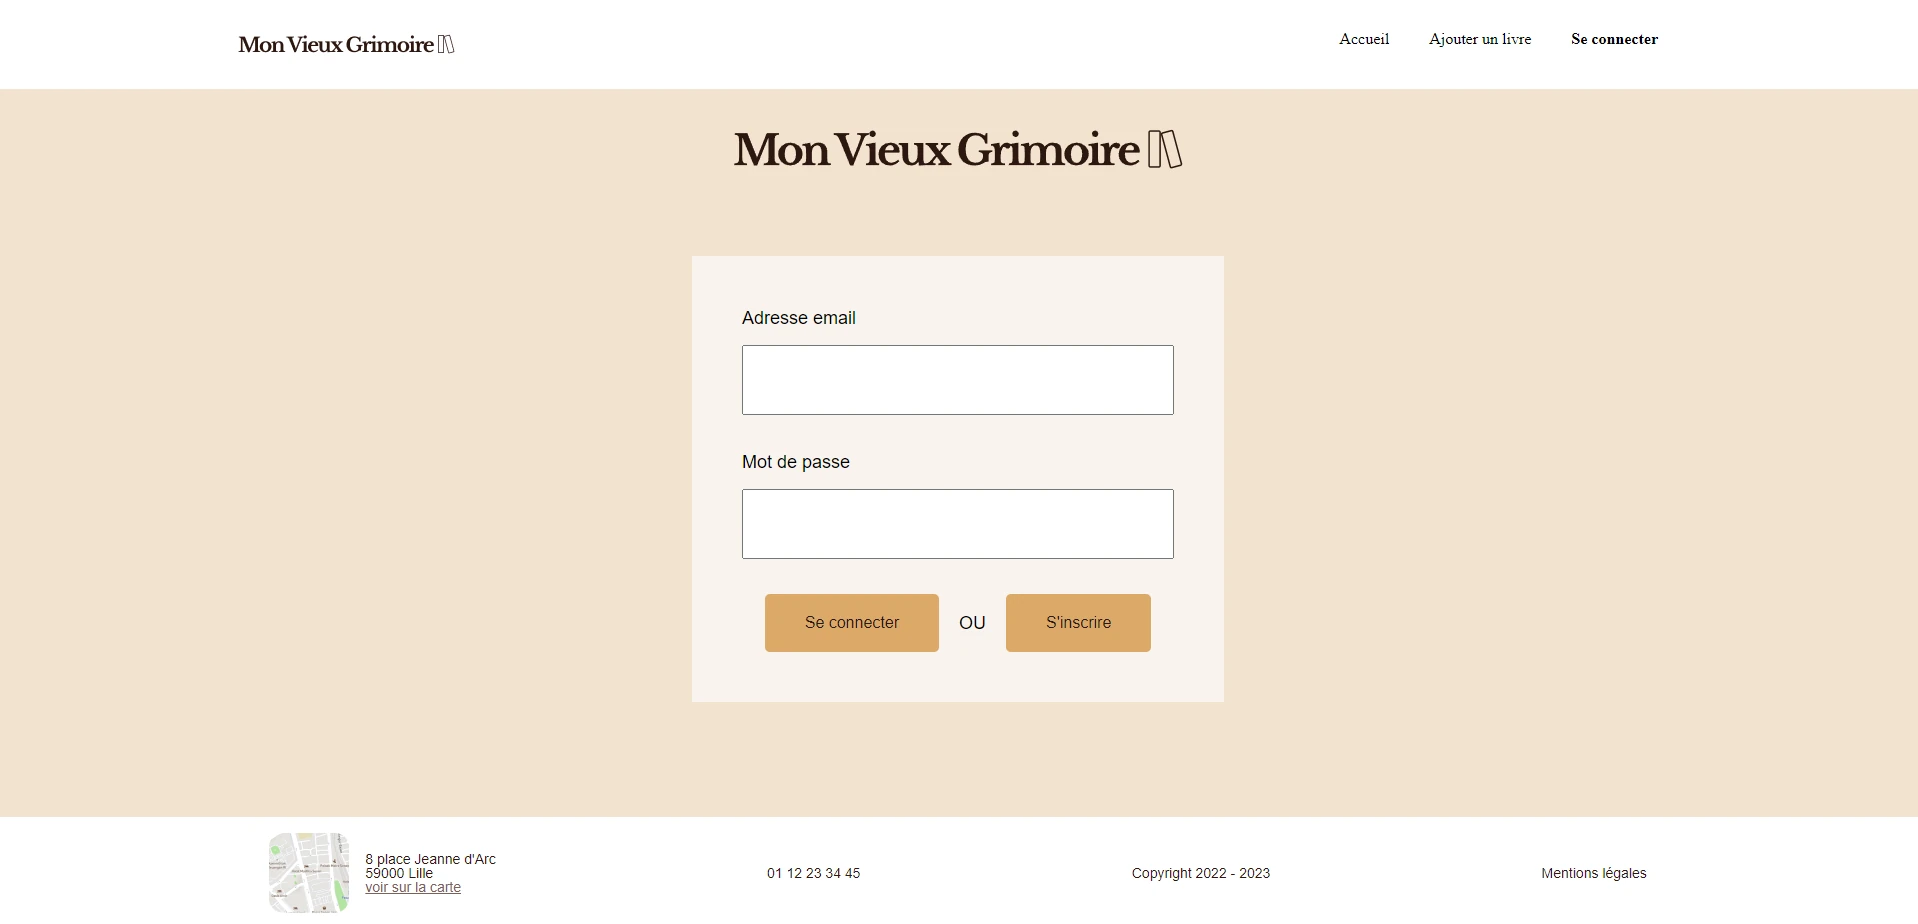 Mon Vieux Grimoire
Accueil
Ajouter un livre
Se connecter
Mon Vieux Grimoire
Adresse email
Mot de passe
Se connecter
OU
S'inscrire
8 place Jeanne d'Arc
59000 Lille
voir sur la carte
01 12 23 34 45
Copyright 2022 - 2023
Mentions légales